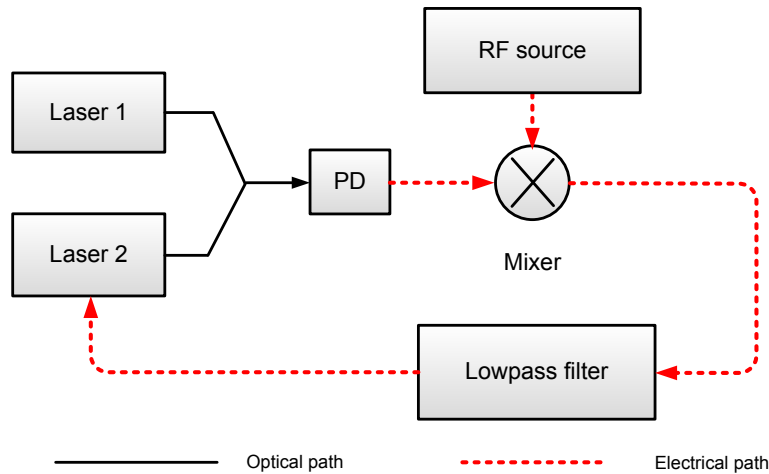 RF source
Laser 1
PD
Laser 2
Mixer
Lowpass filter
Optical path
Electrical path